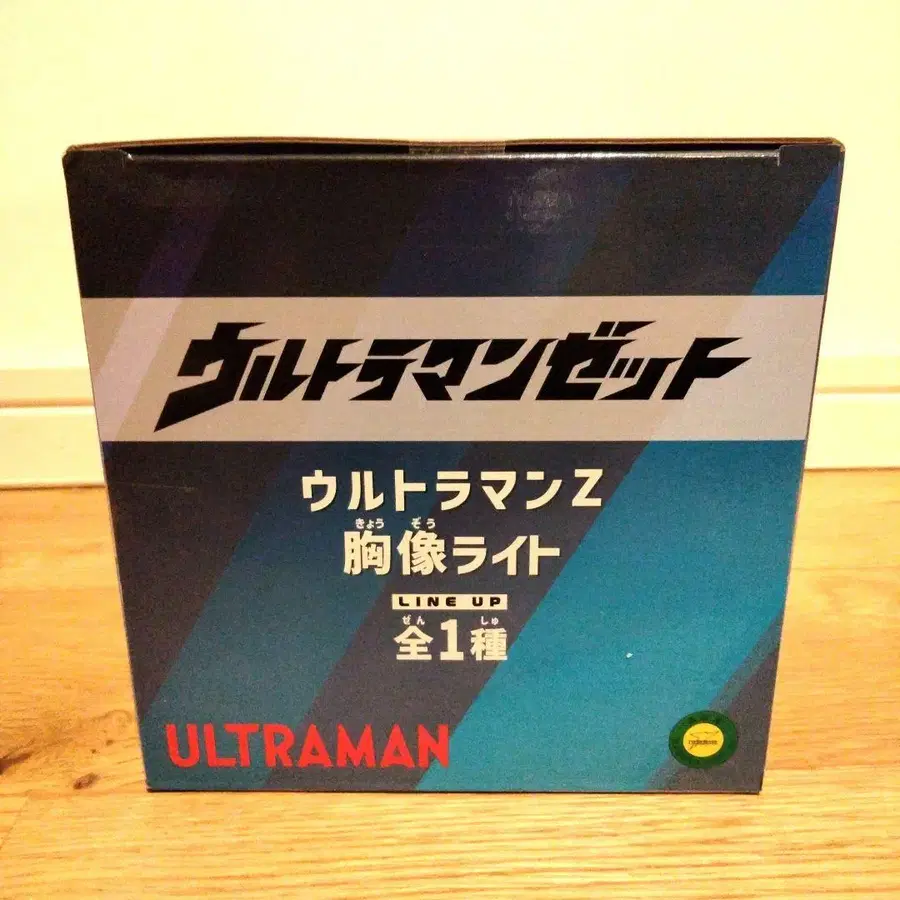 ウルトラマンゼット
ウルトラマンZ
きょう ぞう
胸像ライト
LINE UP
ぜん しゅ
全1種
ULTRAMAN